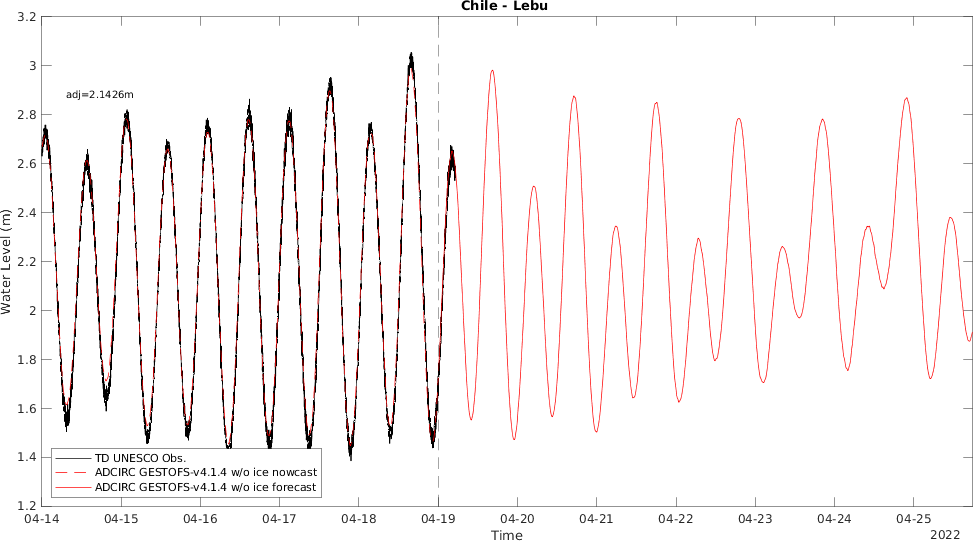 Chile - Lebu
3.2
3
2.8
2.6
2.4
2.2
2
1.8
1.6
1.4
1.2
Water Level (m)
adj=2.1426m
TD UNESCO Obs.
ADCIRC GESTOFS-v4.1.4 w/o ice nowcast
ADCIRC GESTOFS-v4.1.4 w/o ice forecast
04-14 04-15 04-16 04-17 04-18 04-19 04-20 04-21 04-22 04-23 04-24 04-25
Time
2022